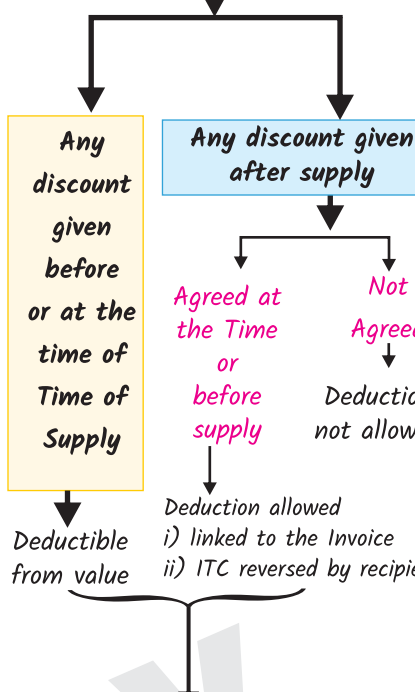 Any
discount
given
before
or at the
time of
Time of
Supply
Deductible
from value
Any discount given
after supply
Agreed at
the Time
or
before
supply
Deduction allowed
i) linked to the Invoice
ii) ITC reversed by
Not
not